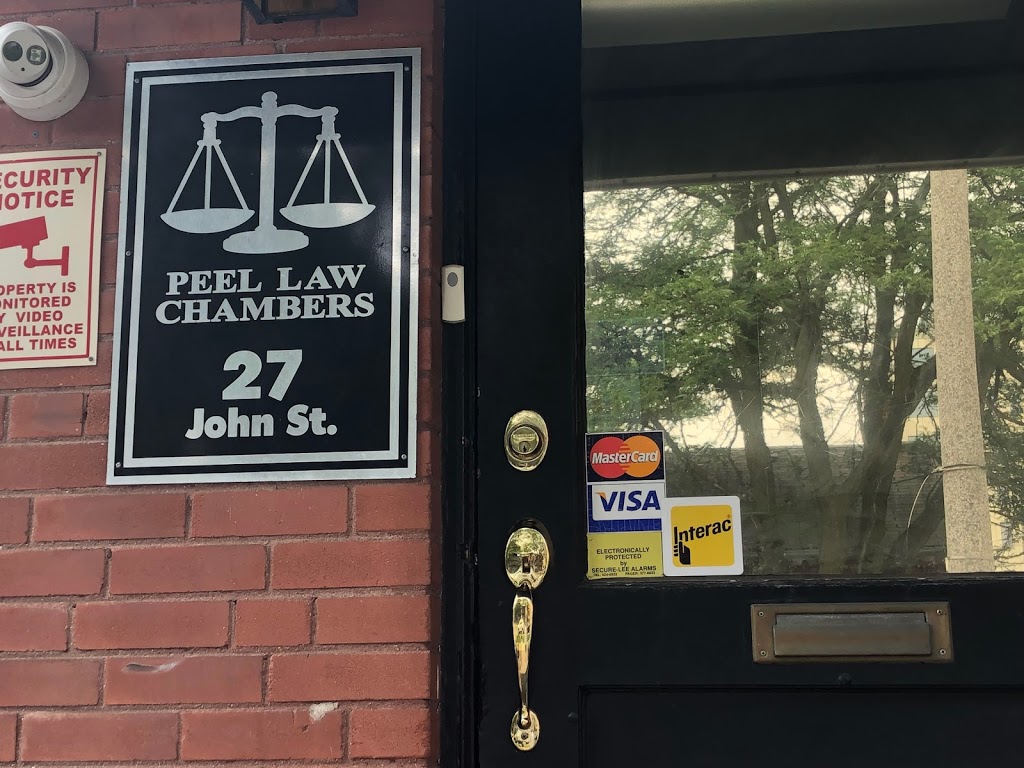 ECURITY
NOTICE
OPERTY IS
ONITORED
Y VIDEO
VEILLANCE
ALL TIMES
PEEL LAW
CHAMBERS
27
John St.
MasterCard
VISA
Interac
ELECTRONICALLY
PROTECTED
by
SECURE-LEE ALARMS